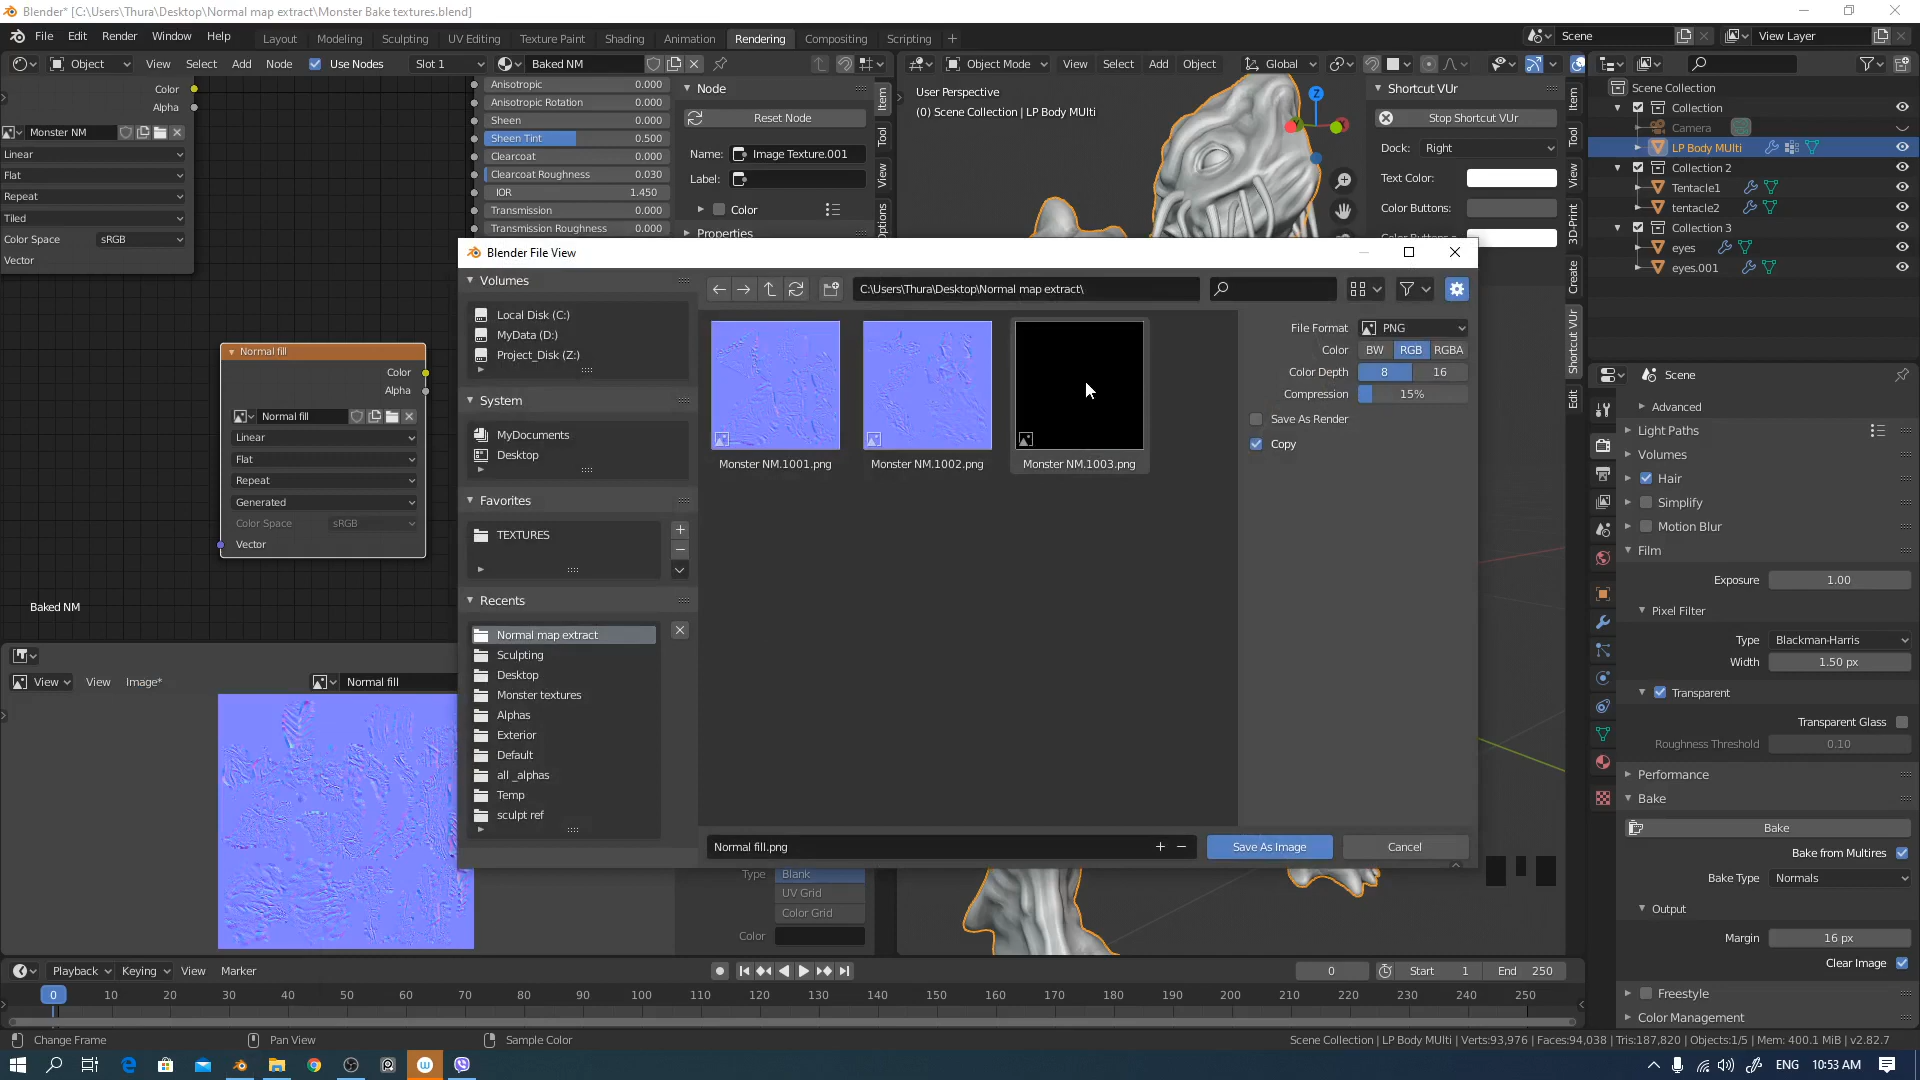 Blender* [C:\Users\Thura\Desktop\Normal map extract\Monster Bake textures.blend]
File Edit Render Window Help Layout Modeling Sculpting UV Editing Texture Paint Shading Animation Rendering Compositing Scripting Scene View Layer
Object View Select Add Node Use Nodes Slot 1 Baked NM
Object Mode View Select Add Object Global
Color
Alpha
Monster NM
Linear
Flat
Repeat
Tiled
Color Space sRGB
Vector
Anisotropic 0.000
Anisotropic Rotation 0.000
Sheen 0.000
Sheen Tint 0.500
Clearcoat 0.000
Clearcoat Roughness 0.030
IOR 1.450
Transmission 0.000
Transmission Roughness 0.000
Node
Reset Node
Name: Image Texture.001
Label:
Color
Properties
Item
Tool
View
Options
User Perspective
(0) Scene Collection | LP Body MUlti
Shortcut VUr
Stop Shortcut VUr
Dock: Right
Text Color:
Color Buttons:
Item
Tool
View
3D-Print
Create
Shortcut VUr
Edit
Scene Collection
Collection
Camera
LP Body MUlti
Collection 2
Tentacle1
tentacle2
Collection 3
eyes
eyes.001
Normal fill
Color
Alpha
Normal fill
Linear
Flat
Repeat
Generated
Color Space sRGB
Vector
Baked NM
View View Image* Normal fill
Blender File View
Volumes
Local Disk (C:)
MyData (D:)
Project_Disk (Z:)
System
MyDocuments
Desktop
Favorites
TEXTURES
Recents
Normal map extract
Sculpting
Desktop
Monster textures
Alphas
Exterior
Default
all _alphas
Temp
sculpt ref
C:\Users\Thura\Desktop\Normal map extract\
Monster NM.1001.png
Monster NM.1002.png
Monster NM.1003.png
File Format PNG
Color BW RGB RGBA
Color Depth 8 16
Compression 15%
Save As Render
Copy
Normal fill.png
Save As Image
Cancel
Type Blank
UV Grid
Color Grid
Color
Scene
Advanced
Light Paths
Volumes
Hair
Simplify
Motion Blur
Film
Exposure 1.00
Pixel Filter
Type Blackman-Harris
Width 1.50 px
Transparent
Transparent Glass
Roughness Threshold 0.10
Performance
Bake
Bake
Bake from Multires
Bake Type Normals
Output
Margin 16 px
Clear Image
Freestyle
Color Management
Playback Keying View Marker 0 Start 1 End 250
0 10 20 30 40 50 60 70 80 90 100 110 120 130 140 150 160 170 180 190 200 210 220 230 240 250
Change Frame Pan View Sample Color
Scene Collection | LP Body MUlti | Verts:93,976 | Faces:94,038 | Tris:187,820 | Objects:1/5 | Mem: 400.1 MiB | v2.82.7
ENG 10:53 AM